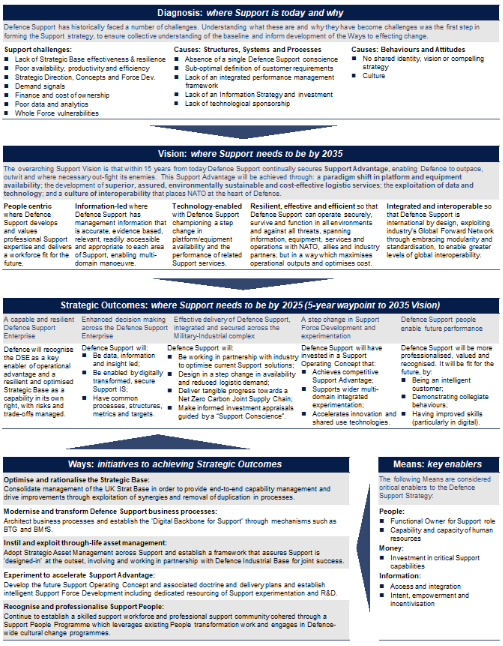 Diagnosis: where Support is today and why
Defence Support has historically faced a number of challenges. Understanding what these are and why they have become challenges was the first step in
forming the Support strategy; to ensure collective understanding of the baseline and inform development of the Ways to effecting change.
Support challenges:
Lack of Strategic Base effectiveness & resilience
Poor availability, productivity and efficiency
Strategic Direction, Concepts and Force Dev.
Demand signals
Finance and cost of ownership
Poor data and analytics
Whole Force vulnerabilities
Causes: Structures, Systems and Processes
Absence of a single Defence Support conscience
Sub-optimal definition of customer requirements
Lack of an integrated performance management
framework
Lack of an Information Strategy and investment
Lack of technological sponsorship
Causes: Behaviours and Attitudes
No shared identity, vision or compelling
strategy
Culture
Vision: where Support needs to be by 2035
The overarching Support Vision is that within 15 years from today Defence Support continually secures Support Advantage, enabling Defence to outpace,
outwit and where necessary out-fight its enemies. This Support Advantage will be achieved through: a paradigm shift in platform and equipment
availability; the development of superior, assured, environmentally sustainable and cost-effective logistic services; the exploitation of data and
technology; and a culture of interoperability that places NATO at the heart of Defence.
People centric
where Defence
Support develops
and values
professional Support
expertise and delivers
a workforce fit for the
future.
Information-led where
Defence Support has
management information that
is accurate, evidence based,
relevant, readily accessible
and appropriate to each area
of Support, enabling multi-
domain manoeuvre.
Technology-enabled
with Defence Support
championing a step
change in
platform/equipment
availability and the
performance of related
Support services.
Resilient, effective and efficient so that
Defence Support can operate securely,
survive and function in all environments
and against all threats, spanning
information, equipment, services and
operations with NATO, allies and industry
partners; but in a way which maximises
operational outputs and optimises cost.
Integrated and interoperable so
that Defence Support is
international by design, exploiting
industry's Global Forward Network
through embracing modularity and
standardisation, to enable greater
levels of global interoperability.
Strategic Outcomes: where Support needs to be by 2025 (5-year waypoint to 2035 Vision)
A capable and resilient
Defence Support
Enterprise
Defence will recognise
the DSE as a key
enabler of operational
advantage and a
resilient and optimised
Strategic Base as a
capability in its own
right, with risks and
trade-offs managed.
Enhanced decision making
across the Defence Support
Enterprise
Defence Support will:
Be data, information
and insight led;
Be enabled by digitally
transformed, secure
Support IS;
Have common
processes, structures,
metrics and targets.
Effective delivery of Defence Support,
integrated and secured across the
Military-Industrial complex
Defence Support will:
Be working in partnership with industry
to optimise current Support solutions;
Design in a step change in availability
and reduced logistic demand;
Deliver tangible progress towards a
Net Zero Carbon Joint Supply Chain;
Make informed investment appraisals
guided by a "Support Conscience".
A step change in Support
Force Development and
experimentation
Defence Support will have
invested in a Support
Operating Concept that:
Achieves competitive
Support Advantage;
Supports wider multi-
domain integrated
experimentation;
Accelerates innovation and
shared use technologies.
Defence Support people
enable future performance
Defence Support will be more
professionalised, valued and
recognised. It will be fit for the
future, by:
Being an intelligent
customer;
Demonstrating collegiate
behaviours.
Having improved skills
(particularly in digital).
Ways: initiatives to achieving Strategic Outcomes
Optimise and rationalise the Strategic Base:
Consolidate management of the UK Strat Base in order to provide end-to-end capability management and
drive improvements through exploitation of synergies and removal of duplication in processes.
Modernise and transform Defence Support business processes:
Architect business processes and establish the 'Digital Backbone for Support' through mechanisms such as
BTG and BMfS.
Instil and exploit through-life asset management:
Adopt Strategic Asset Management across Support and establish a framework that assures Support is
'designed-in' at the outset, involving and working in partnership with Defence Industrial Base for joint success.
Experiment to accelerate Support Advantage:
Develop the future Support Operating Concept and associated doctrine and delivery plans and establish
intelligent Support Force Development including dedicated resourcing of Support experimentation and R&D.
Recognise and professionalise Support People:
Continue to establish a skilled support workforce and professional support community cohered through a
Support People Programme which leverages existing People transformation work and engages in Defence-
wide cultural change programmes.
Means: key enablers
The following Means are considered
critical enablers to the Defence
Support Strategy:
People:
Functional Owner for Support role
Capability and capacity of human
resources
Money:
Investment in critical Support
capabilities
Information:
Access and integration
Intent, empowerment and
incentivisation